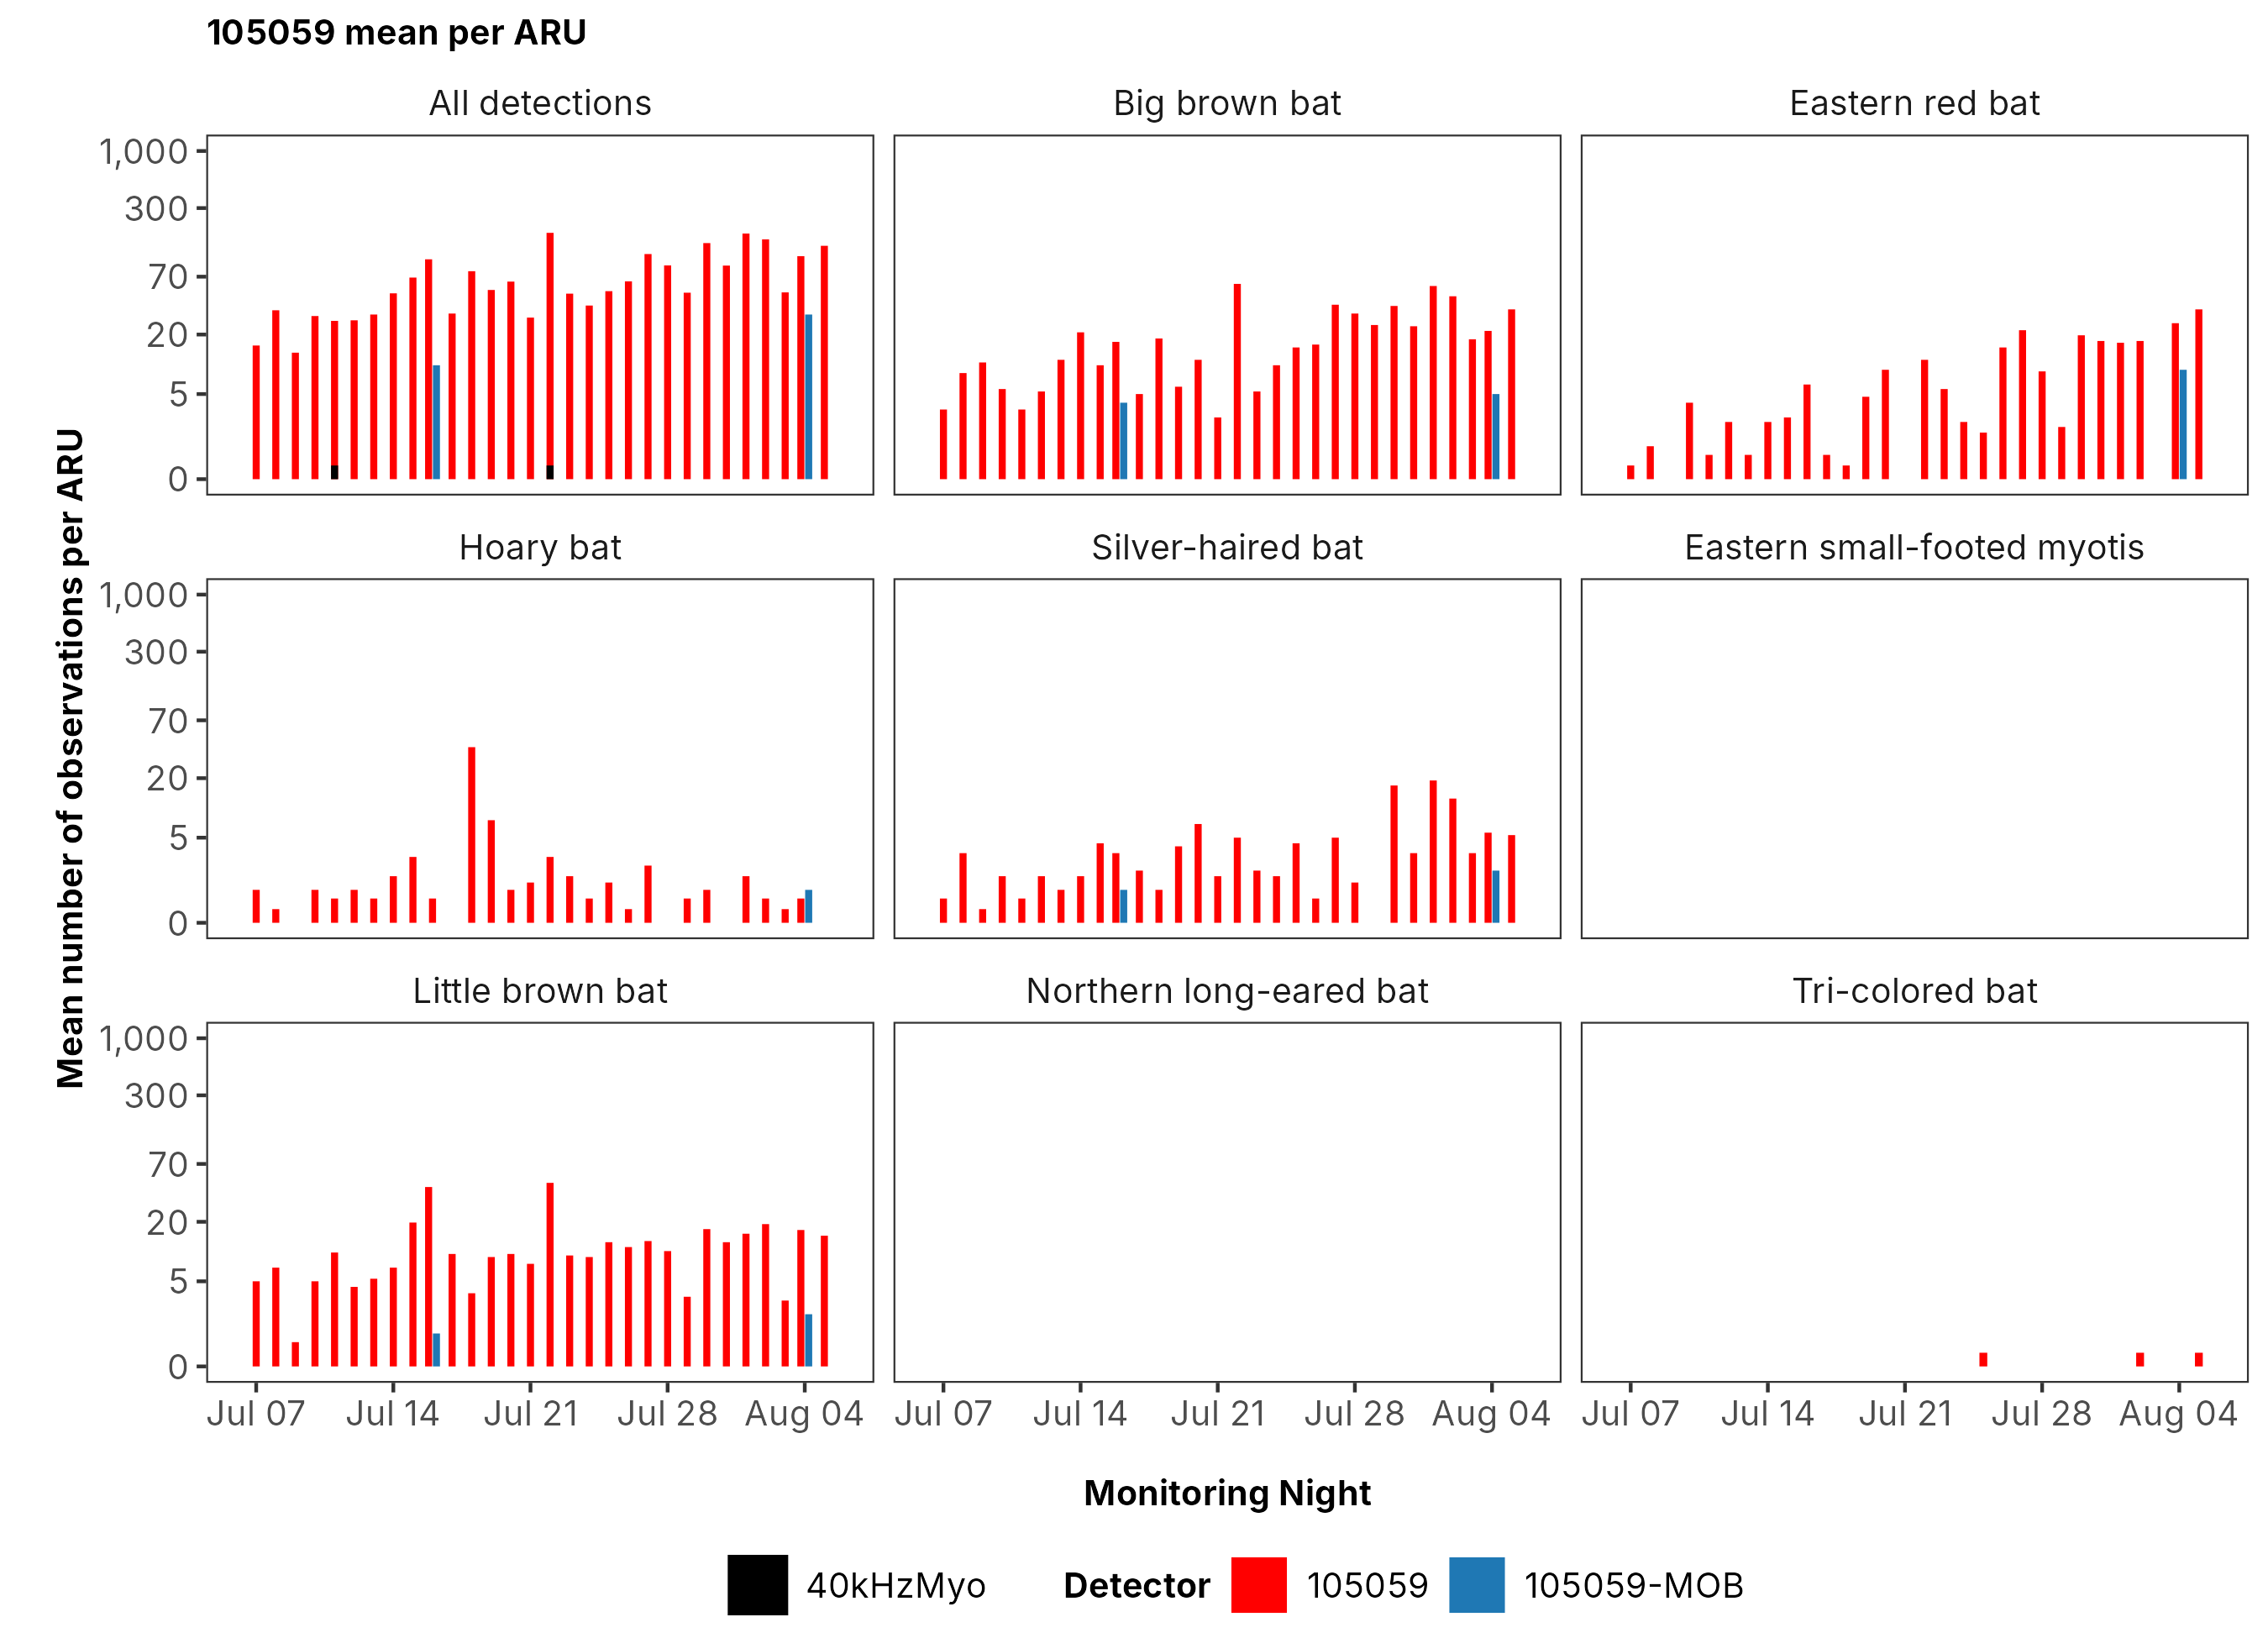 105059 mean per ARU
All detections
Big brown bat
Eastern red bat
1,000
300
70
20
5
0
Hoary bat
Silver-haired bat
Eastern small-footed myotis
1,000
300
70
20
5
0
Little brown bat
Northern long-eared bat
Tri-colored bat
1,000
300
70
20
5
0
Mean number of observations per ARU
Jul 07 Jul 14 Jul 21 Jul 28 Aug 04
Jul 07 Jul 14 Jul 21 Jul 28 Aug 04
Jul 07 Jul 14 Jul 21 Jul 28 Aug 04
Monitoring Night
40kHzMyo Detector 105059 105059-MOB